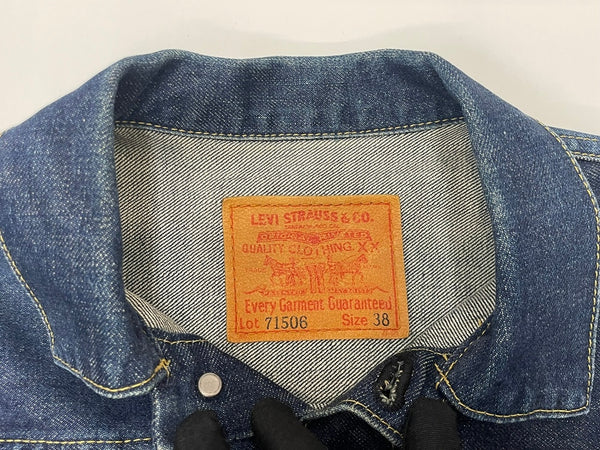 LEVI STRAUSS & CO.
QUALITY CLOTHING XX
Every Garment Guaranteed
Lot 71506 Size 38